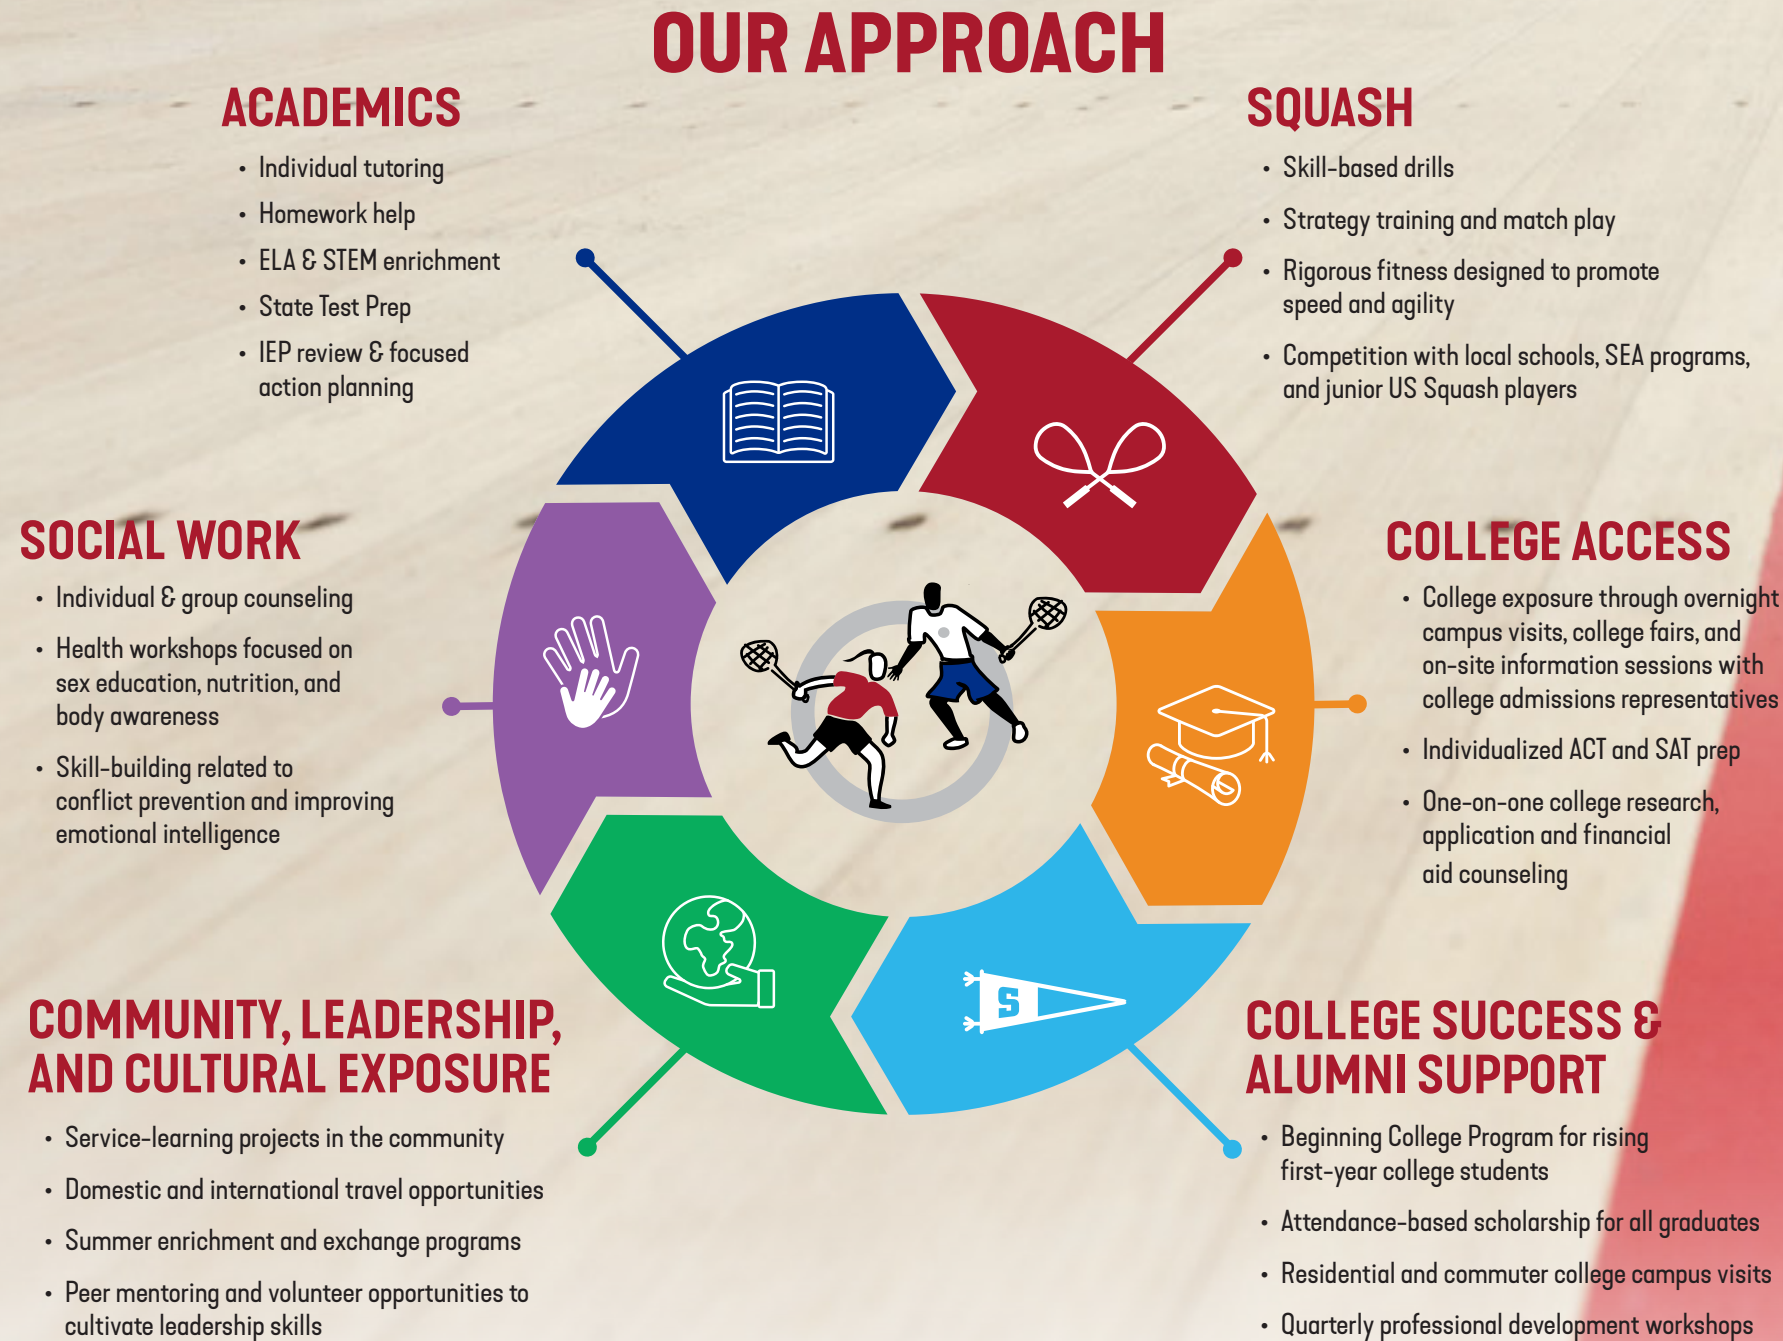 OUR APPROACH
ACADEMICS
• Individual tutoring
• Homework help
• ELA & STEM enrichment
• State Test Prep
• IEP review & focused
action planning
SQUASH
• Skill-based drills
• Strategy training and match play
• Rigorous fitness designed to promote
speed and agility
• Competition with local schools, SEA programs,
and junior US Squash players
SOCIAL WORK
• Individual & group counseling
• Health workshops focused on
sex education, nutrition, and
body awareness
• Skill-building related to
conflict prevention and improving
emotional intelligence
COLLEGE ACCESS
• College exposure through overnight
campus visits, college fairs, and
on-site information sessions with
college admissions representatives
• Individualized ACT and SAT prep
• One-on-one college research,
application and financial
aid counseling
S
COMMUNITY, LEADERSHIP,
AND CULTURAL EXPOSURE
• Service-learning projects in the community
• Domestic and international travel opportunities
• Summer enrichment and exchange programs
• Peer mentoring and volunteer opportunities to
cultivate leadership skills
COLLEGE SUCCESS &
ALUMNI SUPPORT
• Beginning College Program for rising
first-year college students
• Attendance-based scholarship for all graduates
• Residential and commuter college campus visits
• Quarterly professional development workshops